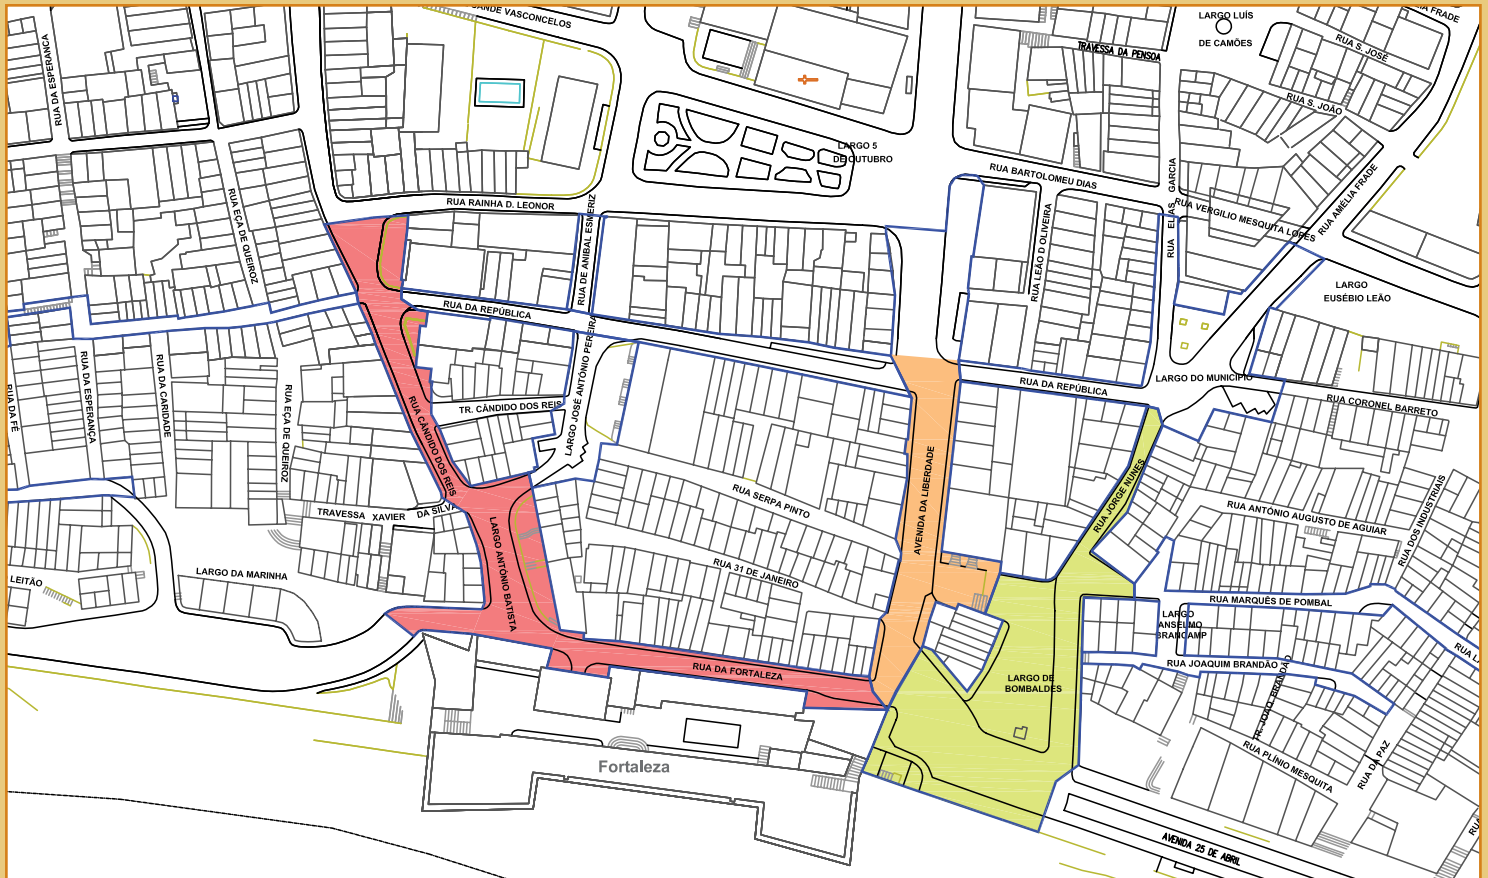 ANDE VASCONCELOS
LARGO LUÍS
DE CAMÕES
IA FRADE
RUA S. JOSÉ
TRAVESSA DA PENSOA
RUA DA ESPERANCA
RUA S. JOÃO
LARGO 5
DE OUTUBRO
RUA BARTOLOMEU DIAS
RUA ELIAS GARCIA
RUA VERGILIO MESQUITA LOPES
RUA AMÉLIA FRADE
RUA EÇA DE QUEIROZ
RUA RAINHA D. LEONOR
RUA DE ANIBAL ESMERIZ
RUA LEÃO D OLIVEIRA
LARGO
EUSÉBIO LEÃO
RUA DA REPÚBLICA
LARGO JOSÉ ANTÓNIO PEREIRA
RUA DA REPÚBLICA
LARGO DO MUNICIPIO
RUA CORONEL BARRETO
RUA DA FÉ
RUA DA ESPERANÇA
RUA DA CARIDADE
RUA EÇA DE QUEIROZ
RUA CÂNDIDO DOS REIS
TR. CÂNDIDO DOS REIS
RUA SERPA PINTO
AVENIDA DA LIBERDADE
RUA JORGE NUNES
RUA ANTÓNIO AUGUSTO DE AGUIAR
RUA DOS INDUSTRIAIS
TRAVESSA XAVIER DA SILVA
LARGO ANTÓNIO BATISTA
LEITÃO
LARGO DA MARINHA
RUA 31 DE JANEIRO
RUA MARQUÊS DE POMBAL
LARGO
ANSELMO
BRANCAMP
RUA JOAQUIM BRANDÃO
RUA L
RUA DA FORTALEZA
LARGO DE
BOMBALDES
TR. JOÃO BRANDÃO
RUA PLÍNIO MESQUITA
RUA DA PAZ
Fortaleza
RUA
AVENIDA 25 DE ABRIL